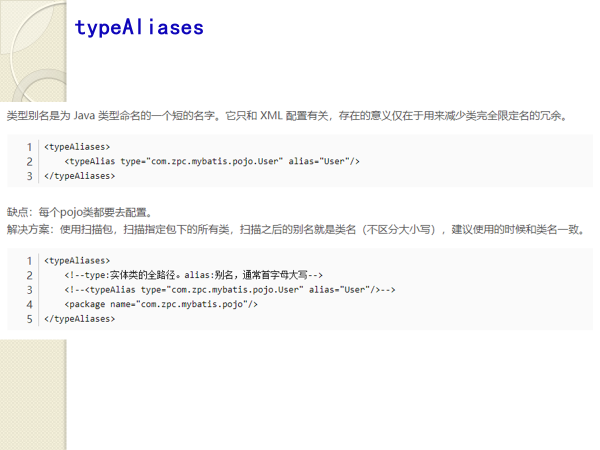 typeAliases
类型别名是为 Java 类型命名的一个短的名字。它只和 XML 配置有关，存在的意义仅在于用来减少类完全限定名的冗余。
1 <typeAliases>
2     <typeAlias type="com.zpc.mybatis.pojo.User" alias="User"/>
3 </typeAliases>
缺点：每个pojo类都要去配置。
解决方案：使用扫描包，扫描指定包下的所有类，扫描之后的别名就是类名（不区分大小写），建议使用的时候和类名一致。
1 <typeAliases>
2     <!--type:实体类的全路径。alias:别名，通常首字母大写-->
3     <!--<typeAlias type="com.zpc.mybatis.pojo.User" alias="User"/>-->
4     <package name="com.zpc.mybatis.pojo"/>
5 </typeAliases>